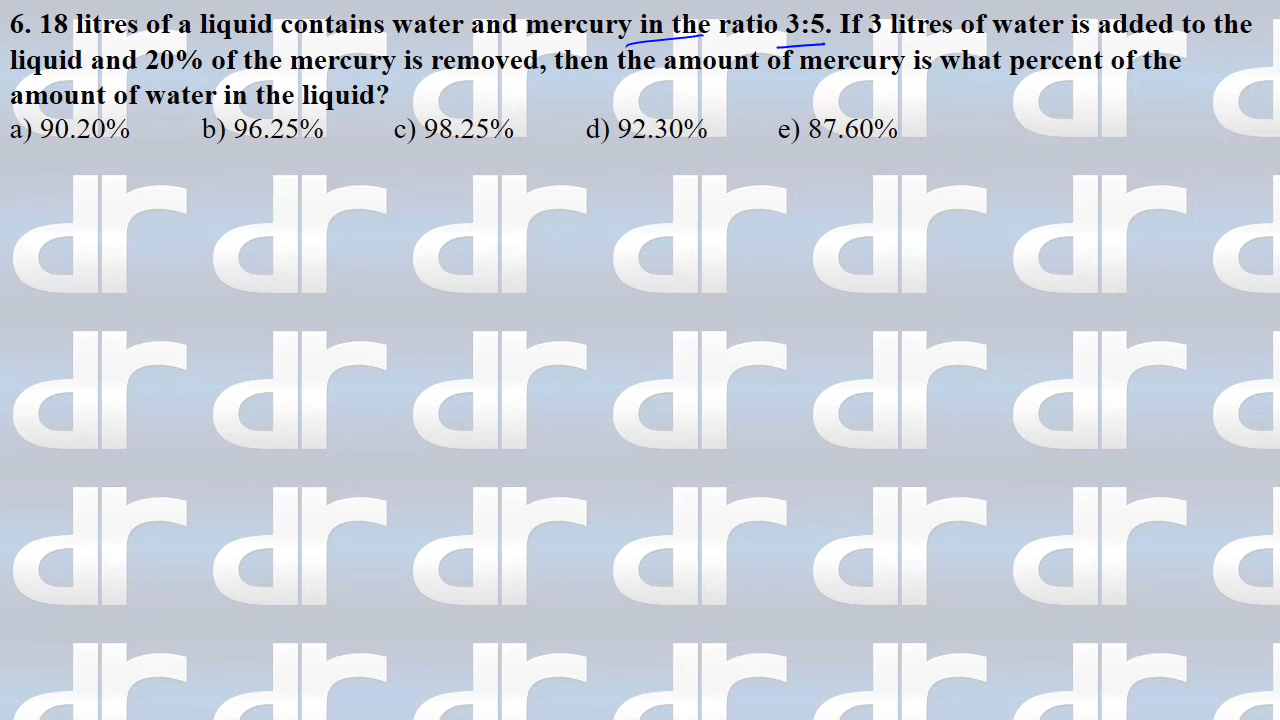 6. 18 litres of a liquid contains water and mercury in the ratio 3:5. If 3 litres of water is added to the
liquid and 20% of the mercury is removed, then the amount of mercury is what percent of the
amount of water in the liquid?
a) 90.20% b) 96.25% c) 98.25% d) 92.30% e) 87.60%